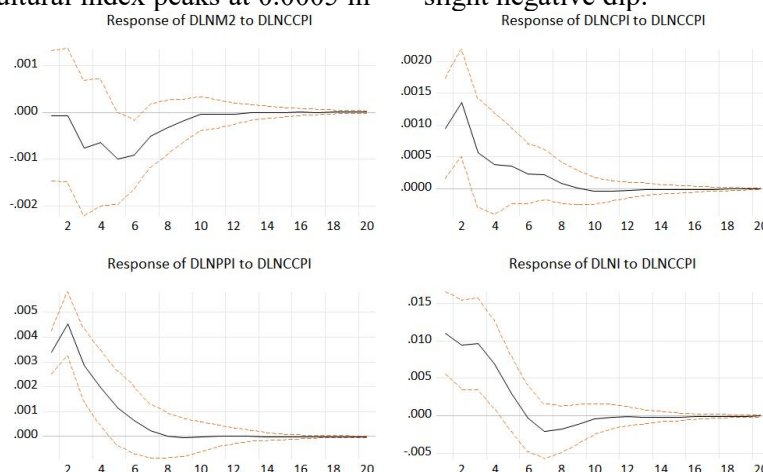 index peaks at 0.0005 in
slight negative dip.
Response of DLNM2 to DLNCCPI
.001
.000
-.001
-.002
2 4 6 8 10 12 14 16 18 20
Response of DLNCPI to DLNCCPI
.0020
.0015
.0010
.0005
.0000
2 4 6 8 10 12 14 16 18 20
Response of DLNPPI to DLNCCPI
.005
.004
.003
.002
.001
.000
2 4 6 8 10 12 14 16 18 20
Response of DLNI to DLNCCPI
.015
.010
.005
.000
-.005
2 4 6 8 10 12 14 16 18 20